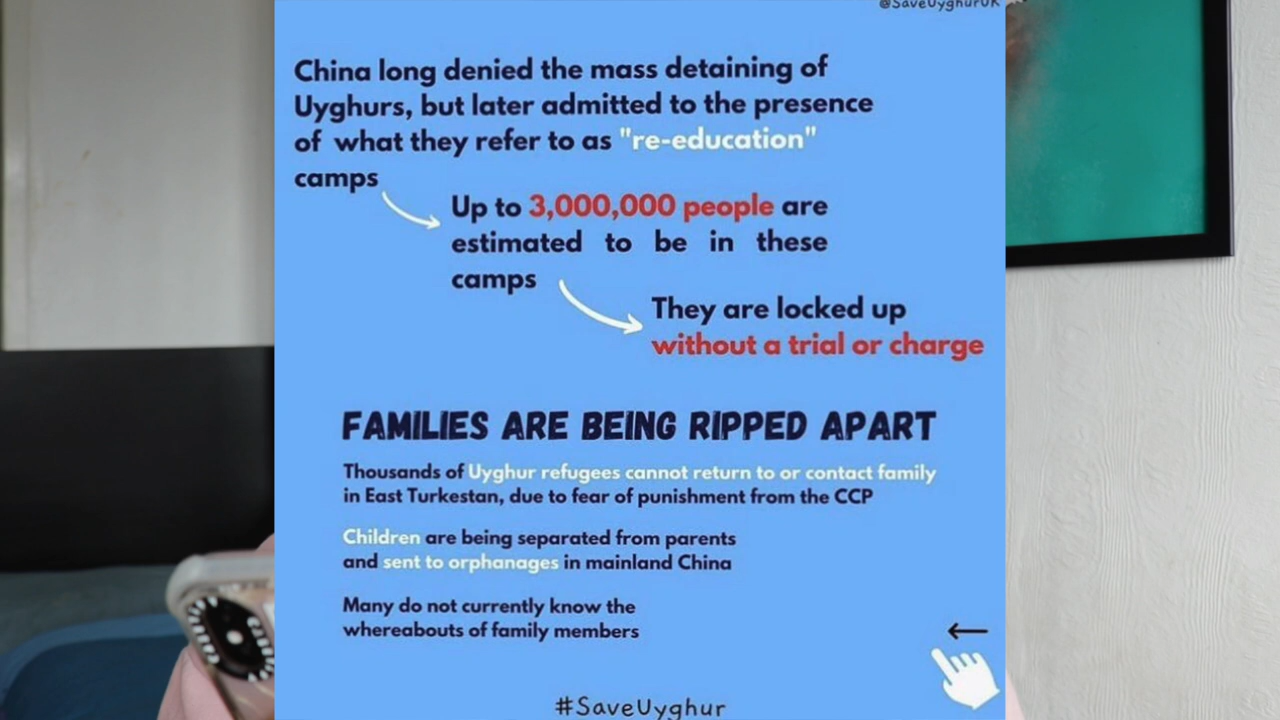 @SaveUyghurUK
China long denied the mass detaining of
Uyghurs, but later admitted to the presence
of what they refer to as "re-education"
camps
Up to 3,000,000 people are
estimated to be in these
camps
They are locked up
without a trial or charge
FAMILIES ARE BEING RIPPED APART
Thousands of Uyghur refugees cannot return to or contact family
in East Turkestan, due to fear of punishment from the CCP
Children are being separated from parents
and sent to orphanages in mainland China
Many do not currently know the
whereabouts of family members
#SaveUyghur